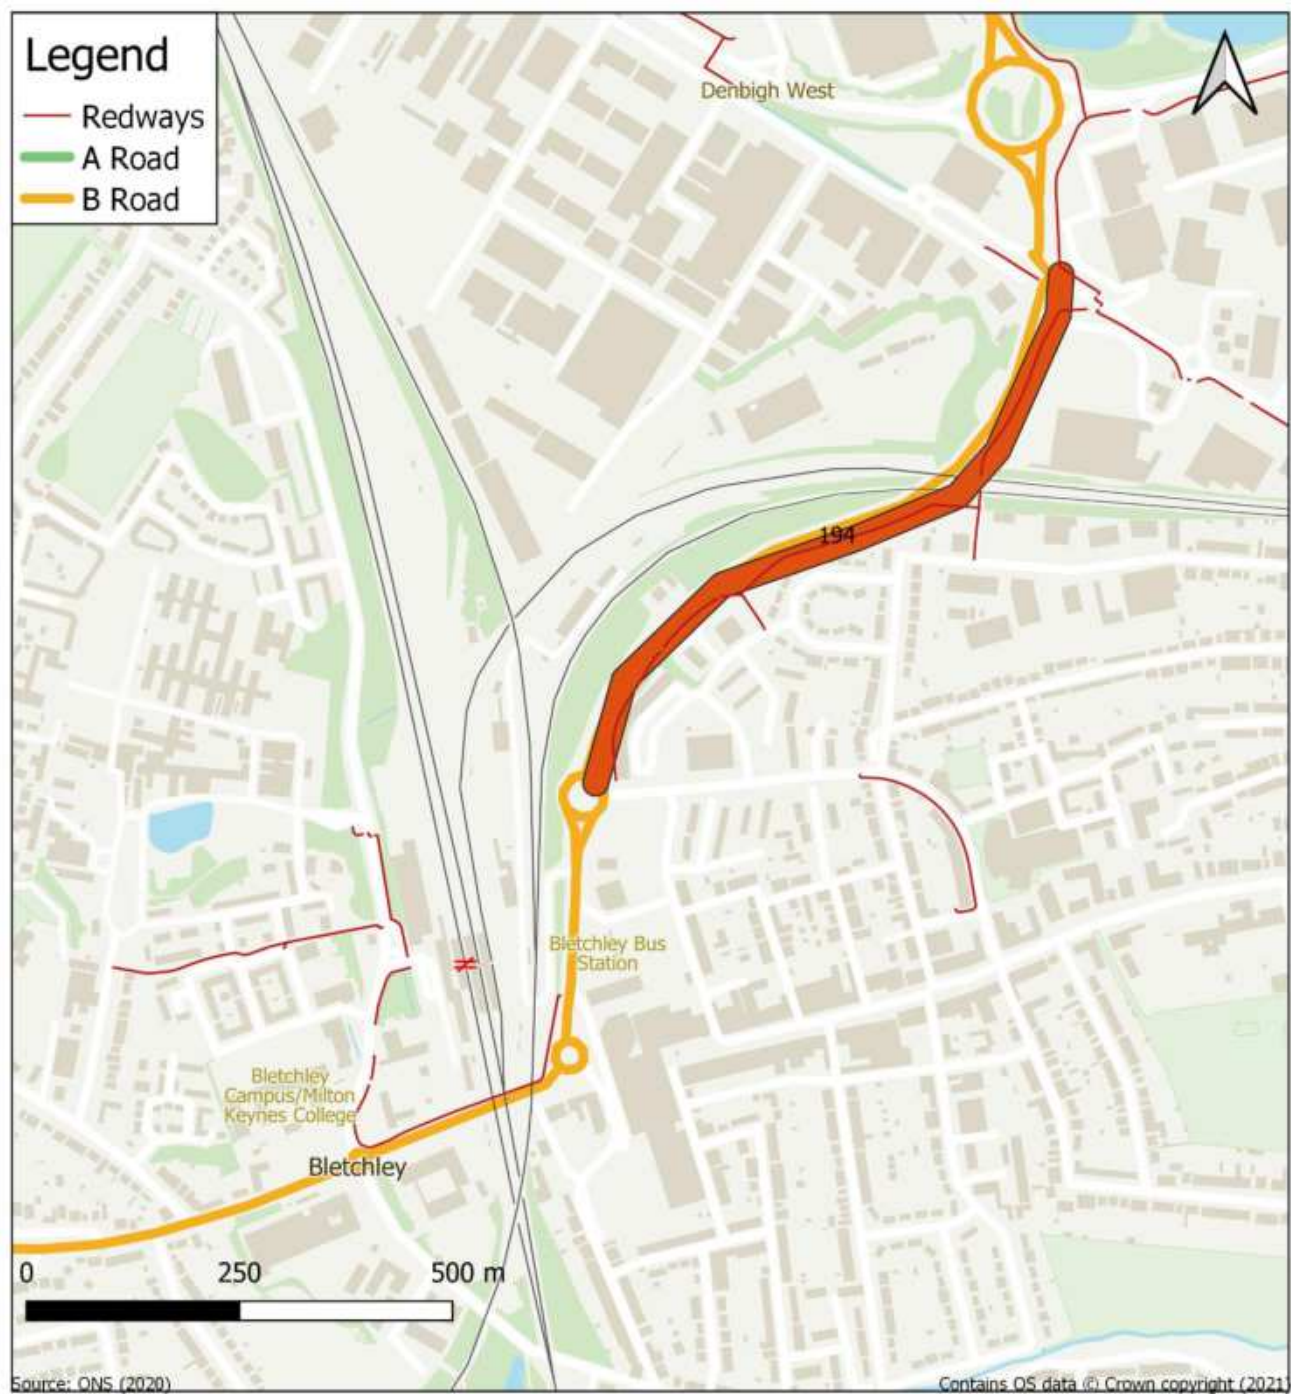 Legend
Redways
A Road
B Road
Denbigh West
194
Bletchley Bus
Station
Bletchley
Campus/Milton
Keynes College
Bletchley
0 250 500 m
Source: ONS (2020)
Contains OS data © Crown copyright (2021)